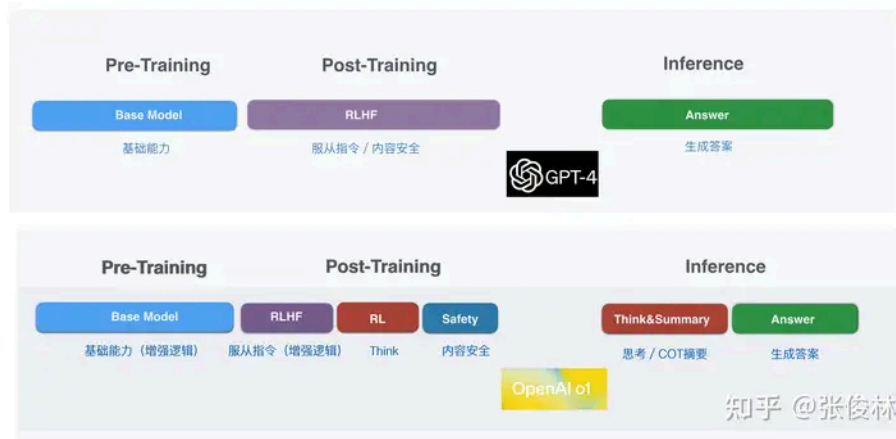 Pre-Training Post-Training Inference
Base Model RLHF Answer
基础能力 服从指令 / 内容安全 生成答案
GPT-4
Pre-Training Post-Training Inference
Base Model RLHF RL Safety Think&Summary Answer
基础能力（增强逻辑） 服从指令（增强逻辑） Think 内容安全 思考 / COT摘要 生成答案
OpenAI o1
知乎 @张俊林